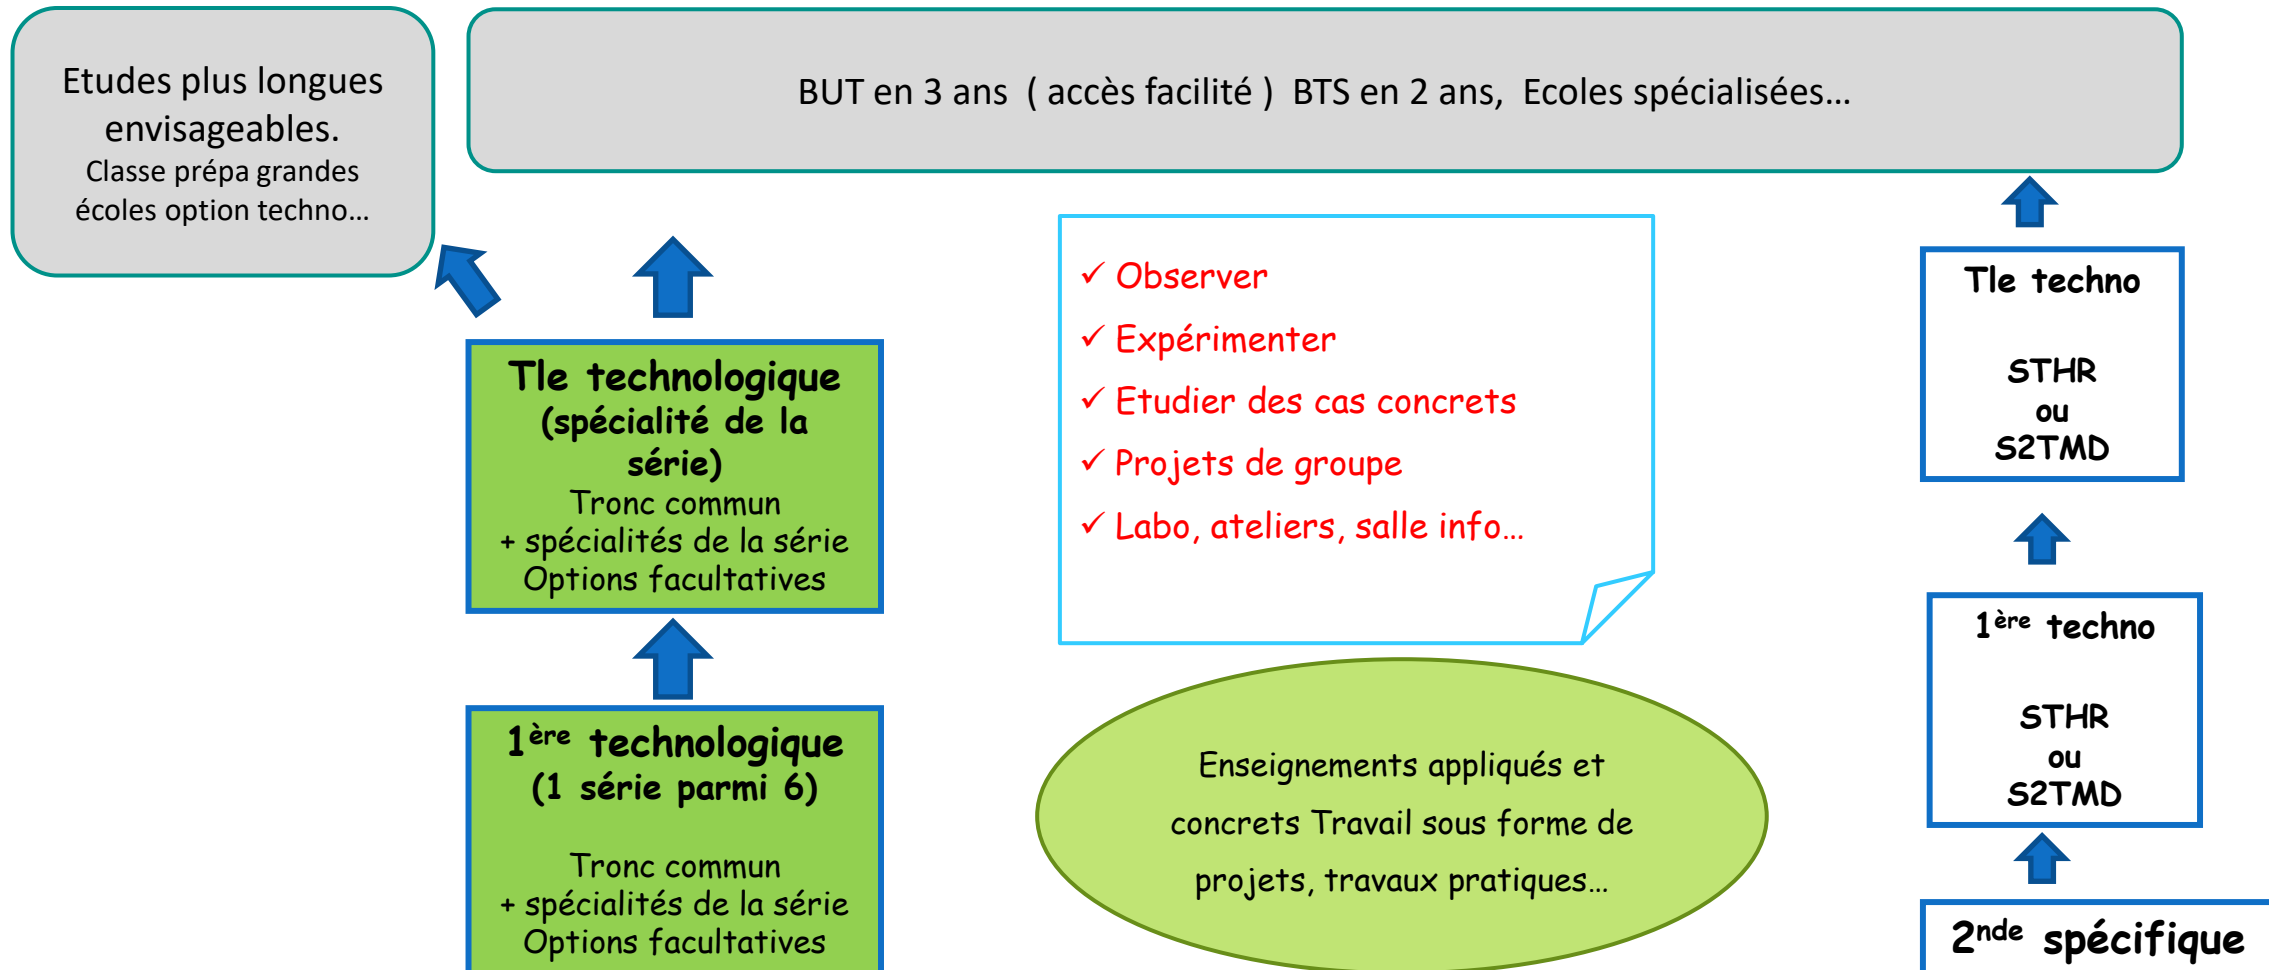 Etudes plus longues
envisageables.
Classe prépa grandes
écoles option techno…
BUT en 3 ans ( accès facilité ) BTS en 2 ans, Ecoles spécialisées…
Tle technologique
(spécialité de la
série)
Tronc commun
+ spécialités de la série
Options facultatives
1ère technologique
(1 série parmi 6)
Tronc commun
+ spécialités de la série
Options facultatives
✓ Observer
✓ Expérimenter
✓ Etudier des cas concrets
✓ Projets de groupe
✓ Labo, ateliers, salle info…
Enseignements appliqués et
concrets Travail sous forme de
projets, travaux pratiques…
Tle techno
STHR
ou
S2TMD
1ère techno
STHR
ou
S2TMD
2nde spécifique